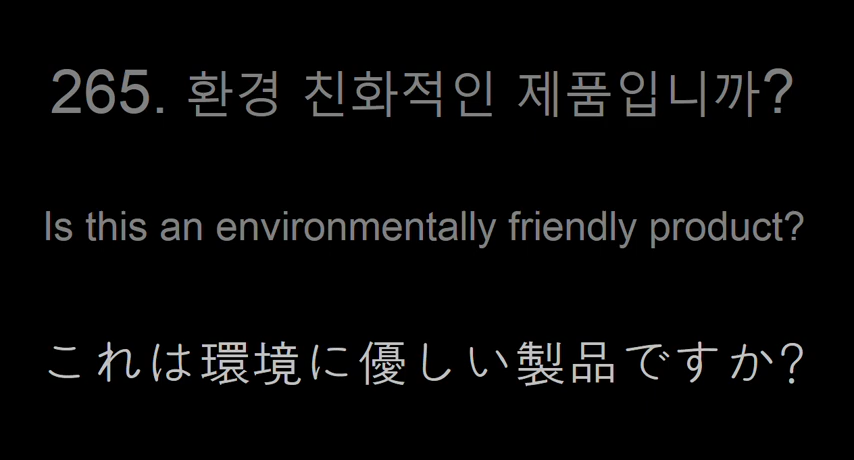 265. 환경 친화적인 제품입니까?
Is this an environmentally friendly product?
これは環境に優しい製品ですか?